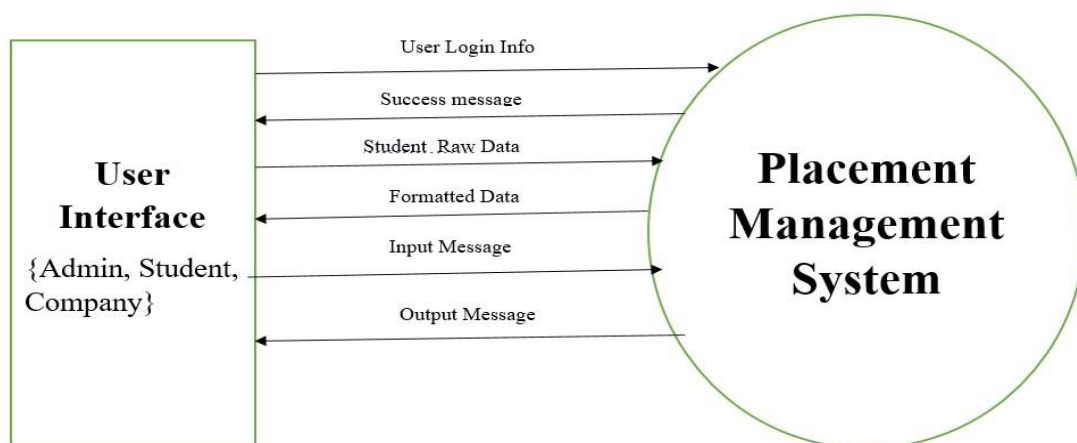 User
Interface
{Admin, Student,
Company}
User Login Info
Success message
Student. Raw Data
Formatted Data
Input Message
Output Message
Placement
Management
System